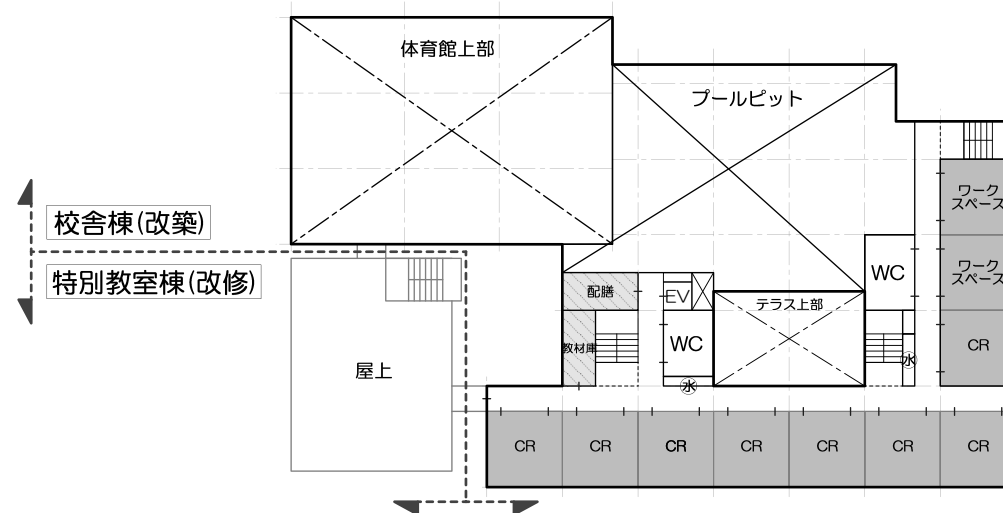 体育館上部
プールピット
校舎棟(改築)
特別教室棟(改修)
ワーク
スペース
ワーク
スペース
WC
配膳
EV
テラス上部
教材庫
WC
水
水
CR
屋上
CR
CR
CR
CR
CR
CR
CR